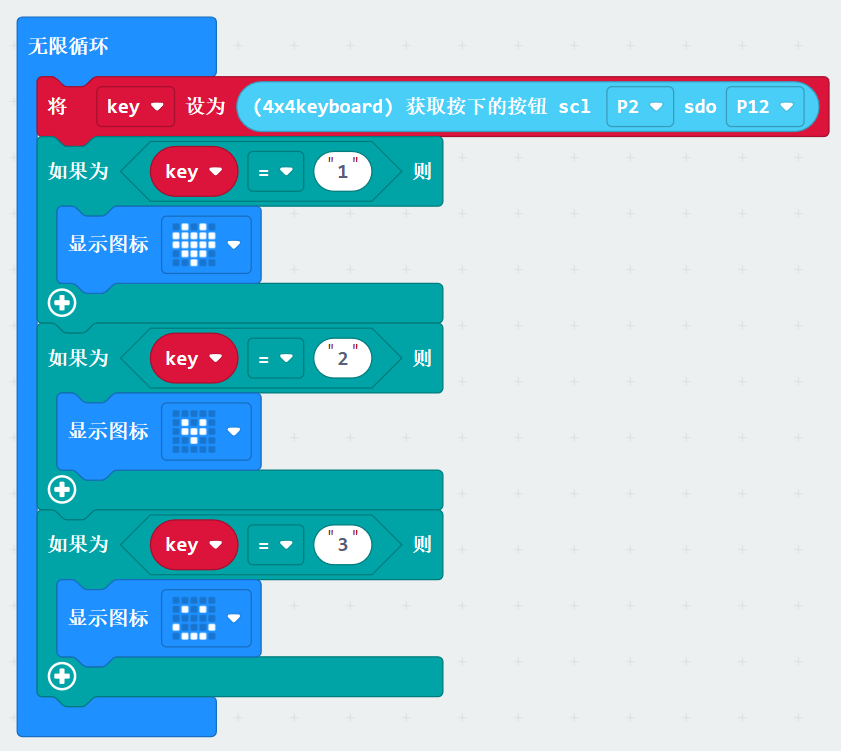 无限循环
将 key 设为 (4x4keyboard) 获取按下的按钮 scl P2 sdo P12
如果为 key = "1" 则
显示图标
如果为 key = "2" 则
显示图标
如果为 key = "3" 则
显示图标